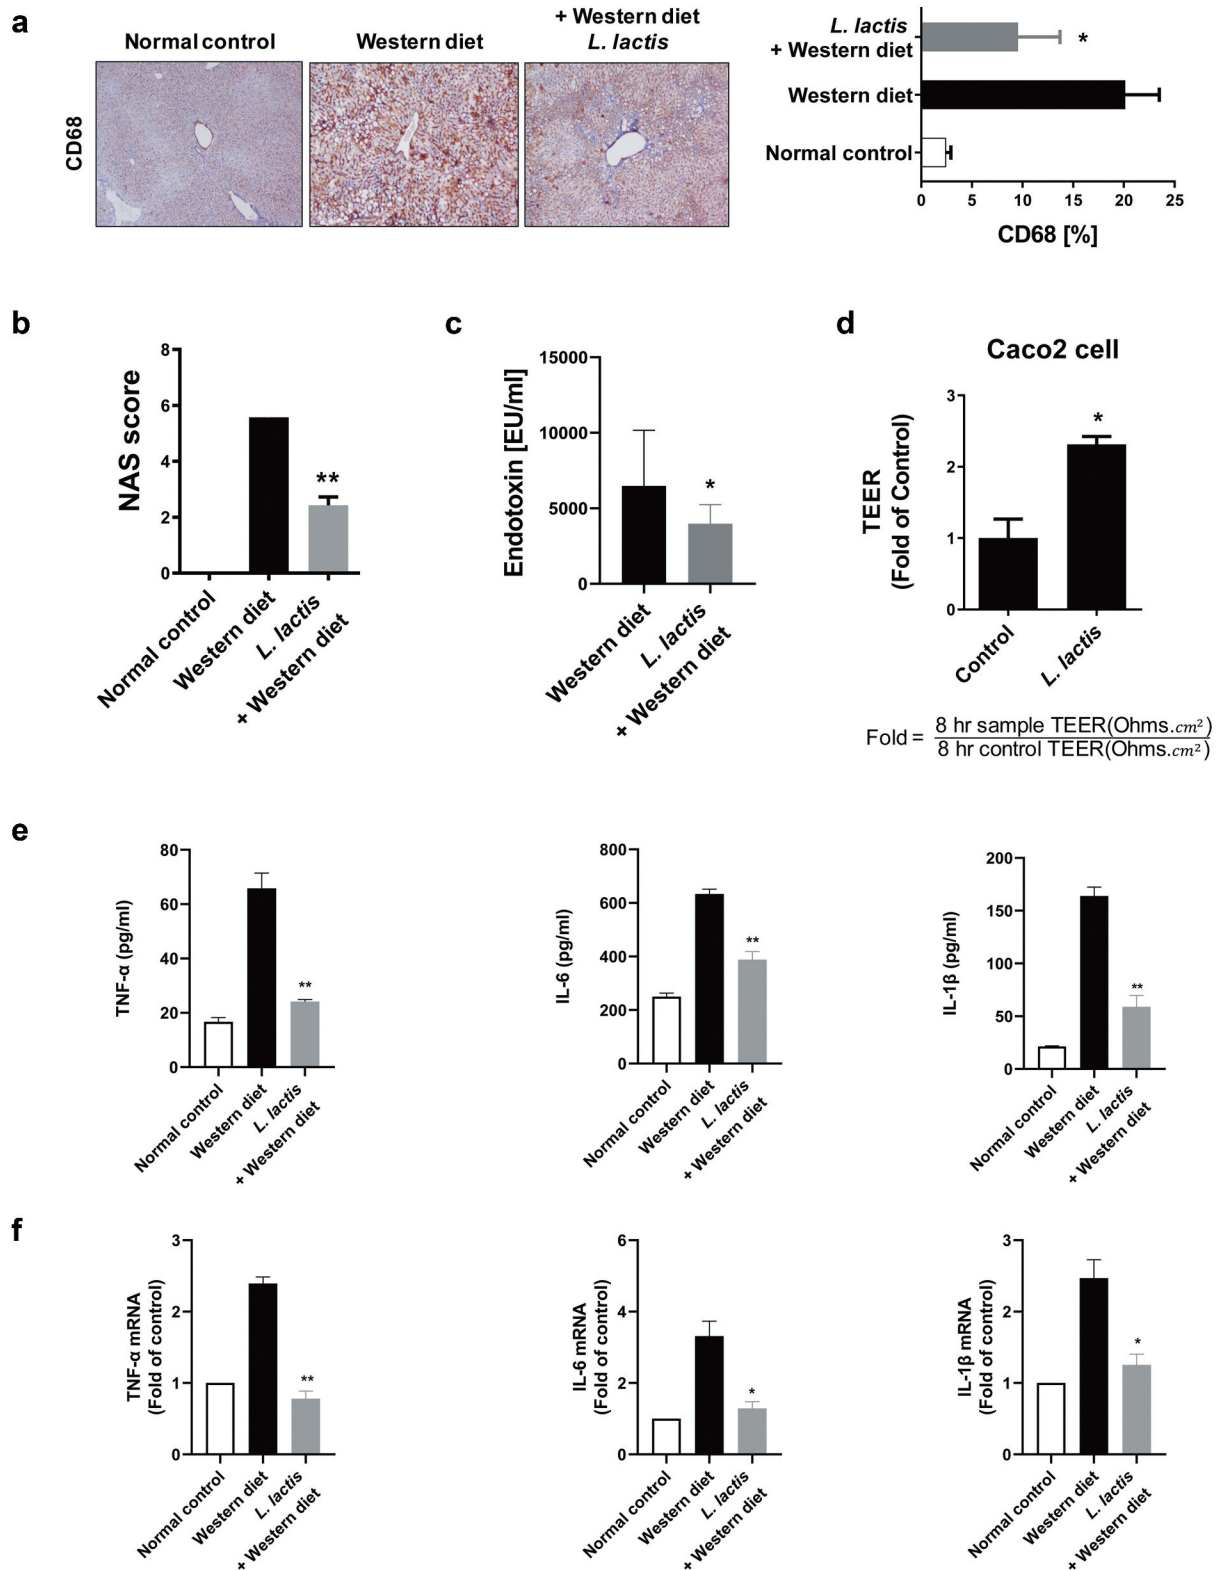 a
Normal control
Western diet
+ Western diet
L. lactis
CD68
L. lactis
+ Western diet
Western diet
Normal control
*
0 5 10 15 20 25
CD68 [%]
b
NAS score
8
6
4
2
0
**
Normal control
Western diet
L. lactis
+ Western diet
c
Endotoxin [EU/ml]
15000
10000
5000
0
*
Western diet
L. lactis
+ Western diet
d
Caco2 cell
TEER
(Fold of Control)
3
2
1
0
*
Control
L. lactis
Fold = 8 hr sample TEER(Ohms.cm²)
8 hr control TEER(Ohms.cm²)
e
TNF-α (pg/ml)
80
60
40
20
0
**
Normal control
Western diet
L. lactis
+ Western diet
IL-6 (pg/ml)
800
600
400
200
0
**
Normal control
Western diet
L. lactis
+ Western diet
IL-1β (pg/ml)
200
150
100
50
0
**
Normal control
Western diet
L. lactis
+ Western diet
f
TNF-α mRNA
(Fold of control)
3
2
1
0
**
Normal control
Western diet
L. lactis
+ Western diet
IL-6 mRNA
(Fold of control)
6
4
2
0
*
Normal control
Western diet
L. lactis
+ Western diet
IL-1β mRNA
(Fold of control)
3
2
1
0
*
Normal control
Western diet
L. lactis
+ Western diet